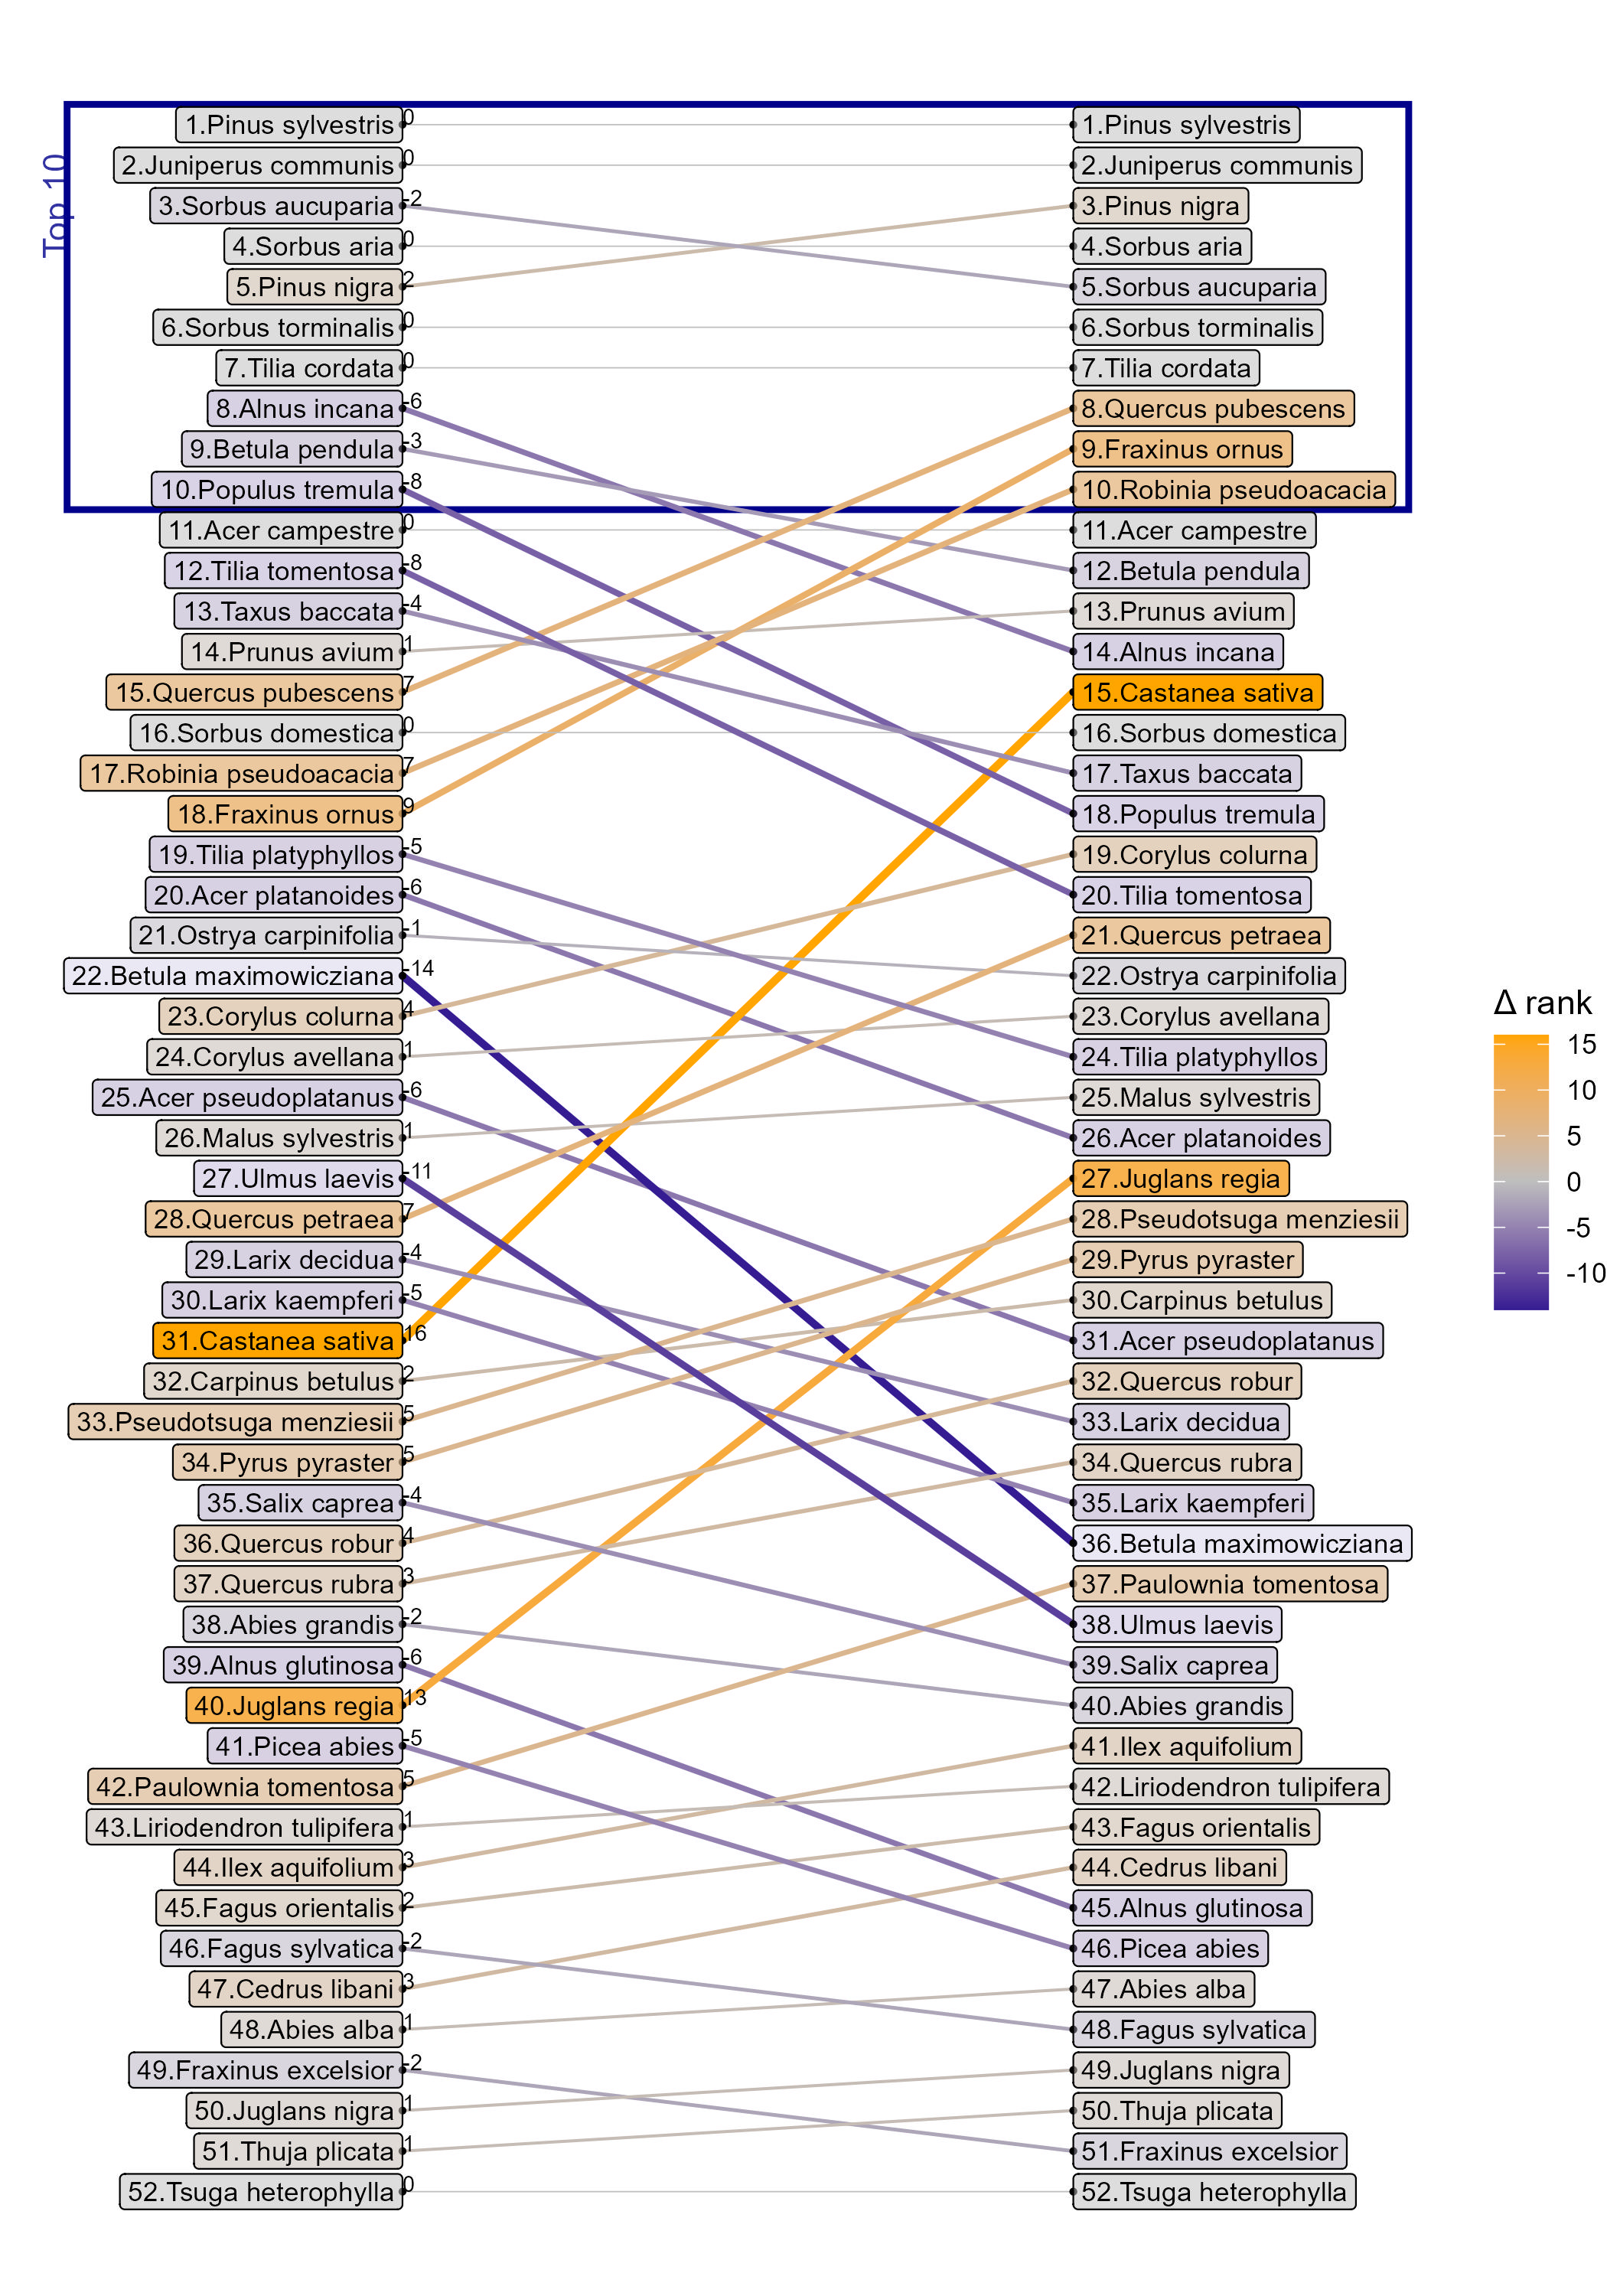 Top 10
1.Pinus sylvestris 0 1.Pinus sylvestris
2.Juniperus communis 0 2.Juniperus communis
3.Sorbus aucuparia -2 3.Pinus nigra
4.Sorbus aria 0 4.Sorbus aria
5.Pinus nigra 2 5.Sorbus aucuparia
6.Sorbus torminalis 0 6.Sorbus torminalis
7.Tilia cordata 0 7.Tilia cordata
8.Alnus incana -6 8.Quercus pubescens
9.Betula pendula -3 9.Fraxinus ornus
10.Populus tremula -8 10.Robinia pseudoacacia
11.Acer campestre 0 11.Acer campestre
12.Tilia tomentosa -8 12.Betula pendula
13.Taxus baccata -4 13.Prunus avium
14.Prunus avium 1 14.Alnus incana
15.Quercus pubescens 7 15.Castanea sativa
16.Sorbus domestica 0 16.Sorbus domestica
17.Robinia pseudoacacia 7 17.Taxus baccata
18.Fraxinus ornus 9 18.Populus tremula
19.Tilia platyphyllos -5 19.Corylus colurna
20.Acer platanoides -6 20.Tilia tomentosa
21.Ostrya carpinifolia -1 21.Quercus petraea
22.Betula maximowicziana -14 22.Ostrya carpinifolia
23.Corylus colurna 4 23.Corylus avellana
24.Corylus avellana 1 24.Tilia platyphyllos
25.Acer pseudoplatanus -6 25.Malus sylvestris
26.Malus sylvestris 1 26.Acer platanoides
27.Ulmus laevis -11 27.Juglans regia
28.Quercus petraea 7 28.Pseudotsuga menziesii
29.Larix decidua -4 29.Pyrus pyraster
30.Larix kaempferi -5 30.Carpinus betulus
31.Castanea sativa 16 31.Acer pseudoplatanus
32.Carpinus betulus 2 32.Quercus robur
33.Pseudotsuga menziesii 5 33.Larix decidua
34.Pyrus pyraster 5 34.Quercus rubra
35.Salix caprea -4 35.Larix kaempferi
36.Quercus robur 4 36.Betula maximowicziana
37.Quercus rubra 3 37.Paulownia tomentosa
38.Abies grandis -2 38.Ulmus laevis
39.Alnus glutinosa -6 39.Salix caprea
40.Juglans regia 13 40.Abies grandis
41.Picea abies -5 41.Ilex aquifolium
42.Paulownia tomentosa 5 42.Liriodendron tulipifera
43.Liriodendron tulipifera 1 43.Fagus orientalis
44.Ilex aquifolium 3 44.Cedrus libani
45.Fagus orientalis 2 45.Alnus glutinosa
46.Fagus sylvatica -2 46.Picea abies
47.Cedrus libani 3 47.Abies alba
48.Abies alba 1 48.Fagus sylvatica
49.Fraxinus excelsior -2 49.Juglans nigra
50.Juglans nigra 1 50.Thuja plicata
51.Thuja plicata 1 51.Fraxinus excelsior
52.Tsuga heterophylla 0 52.Tsuga heterophylla
Δ rank
15
10
5
0
-5
-10